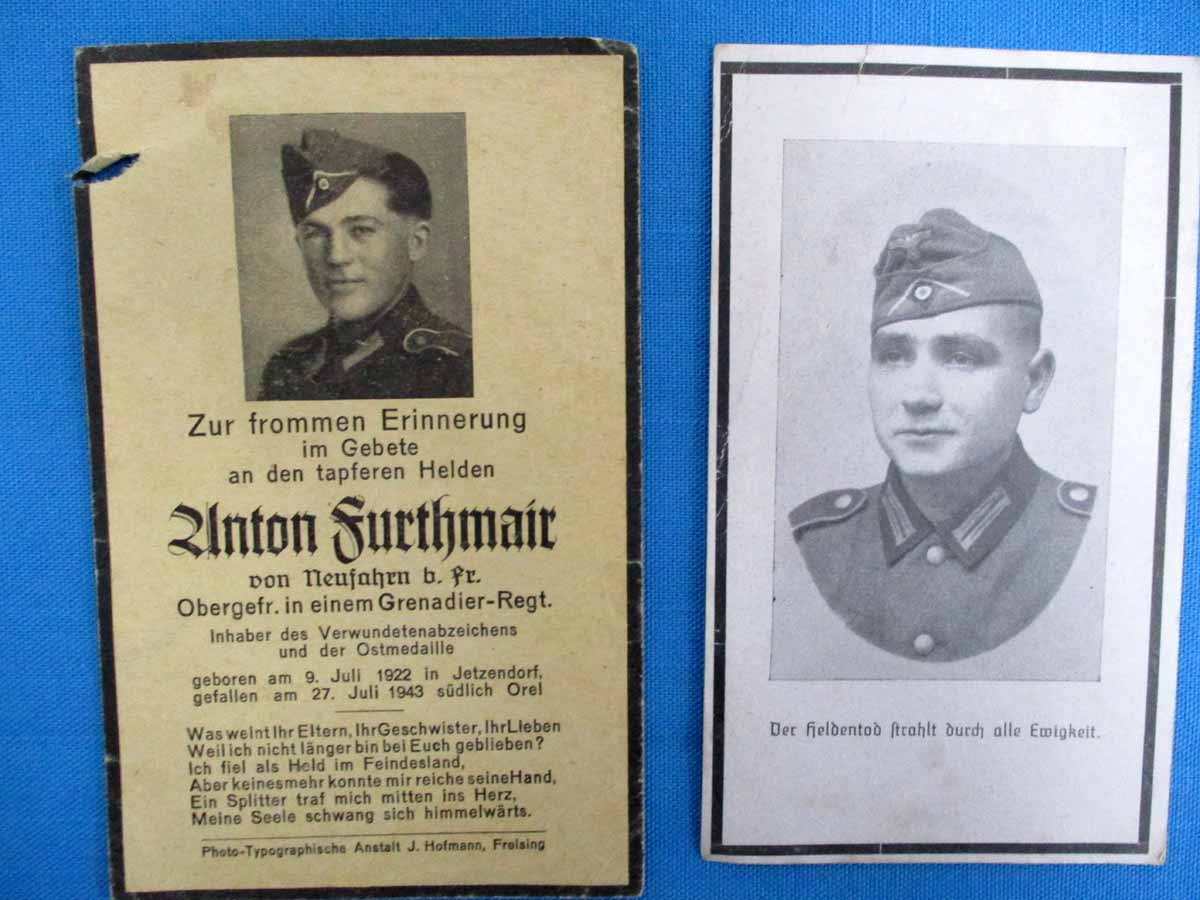 Zur frommen Erinnerung
im Gebete
an den tapferen Helden
Anton Furthmair
von Neufahrn b. Fr.
Obergefr. in einem Grenadier-Regt.
Inhaber des Verwundetenabzeichens
und der Ostmedaille
geboren am 9. Juli 1922 in Jetzendorf,
gefallen am 27. Juli 1943 südlich Orel
Was weint Ihr Eltern, Ihr Geschwister, Ihr Lieben
Weil ich nicht länger bin bei Euch geblieben?
Ich fiel als Held im Feindesland,
Aber keines mehr konnte mir reiche seine Hand,
Ein Splitter traf mich mitten ins Herz,
Meine Seele schwang sich himmelwärts.
Photo-Typographische Anstalt J. Hofmann, Freising
Der Heldentod strahlt durch alle Ewigkeit.